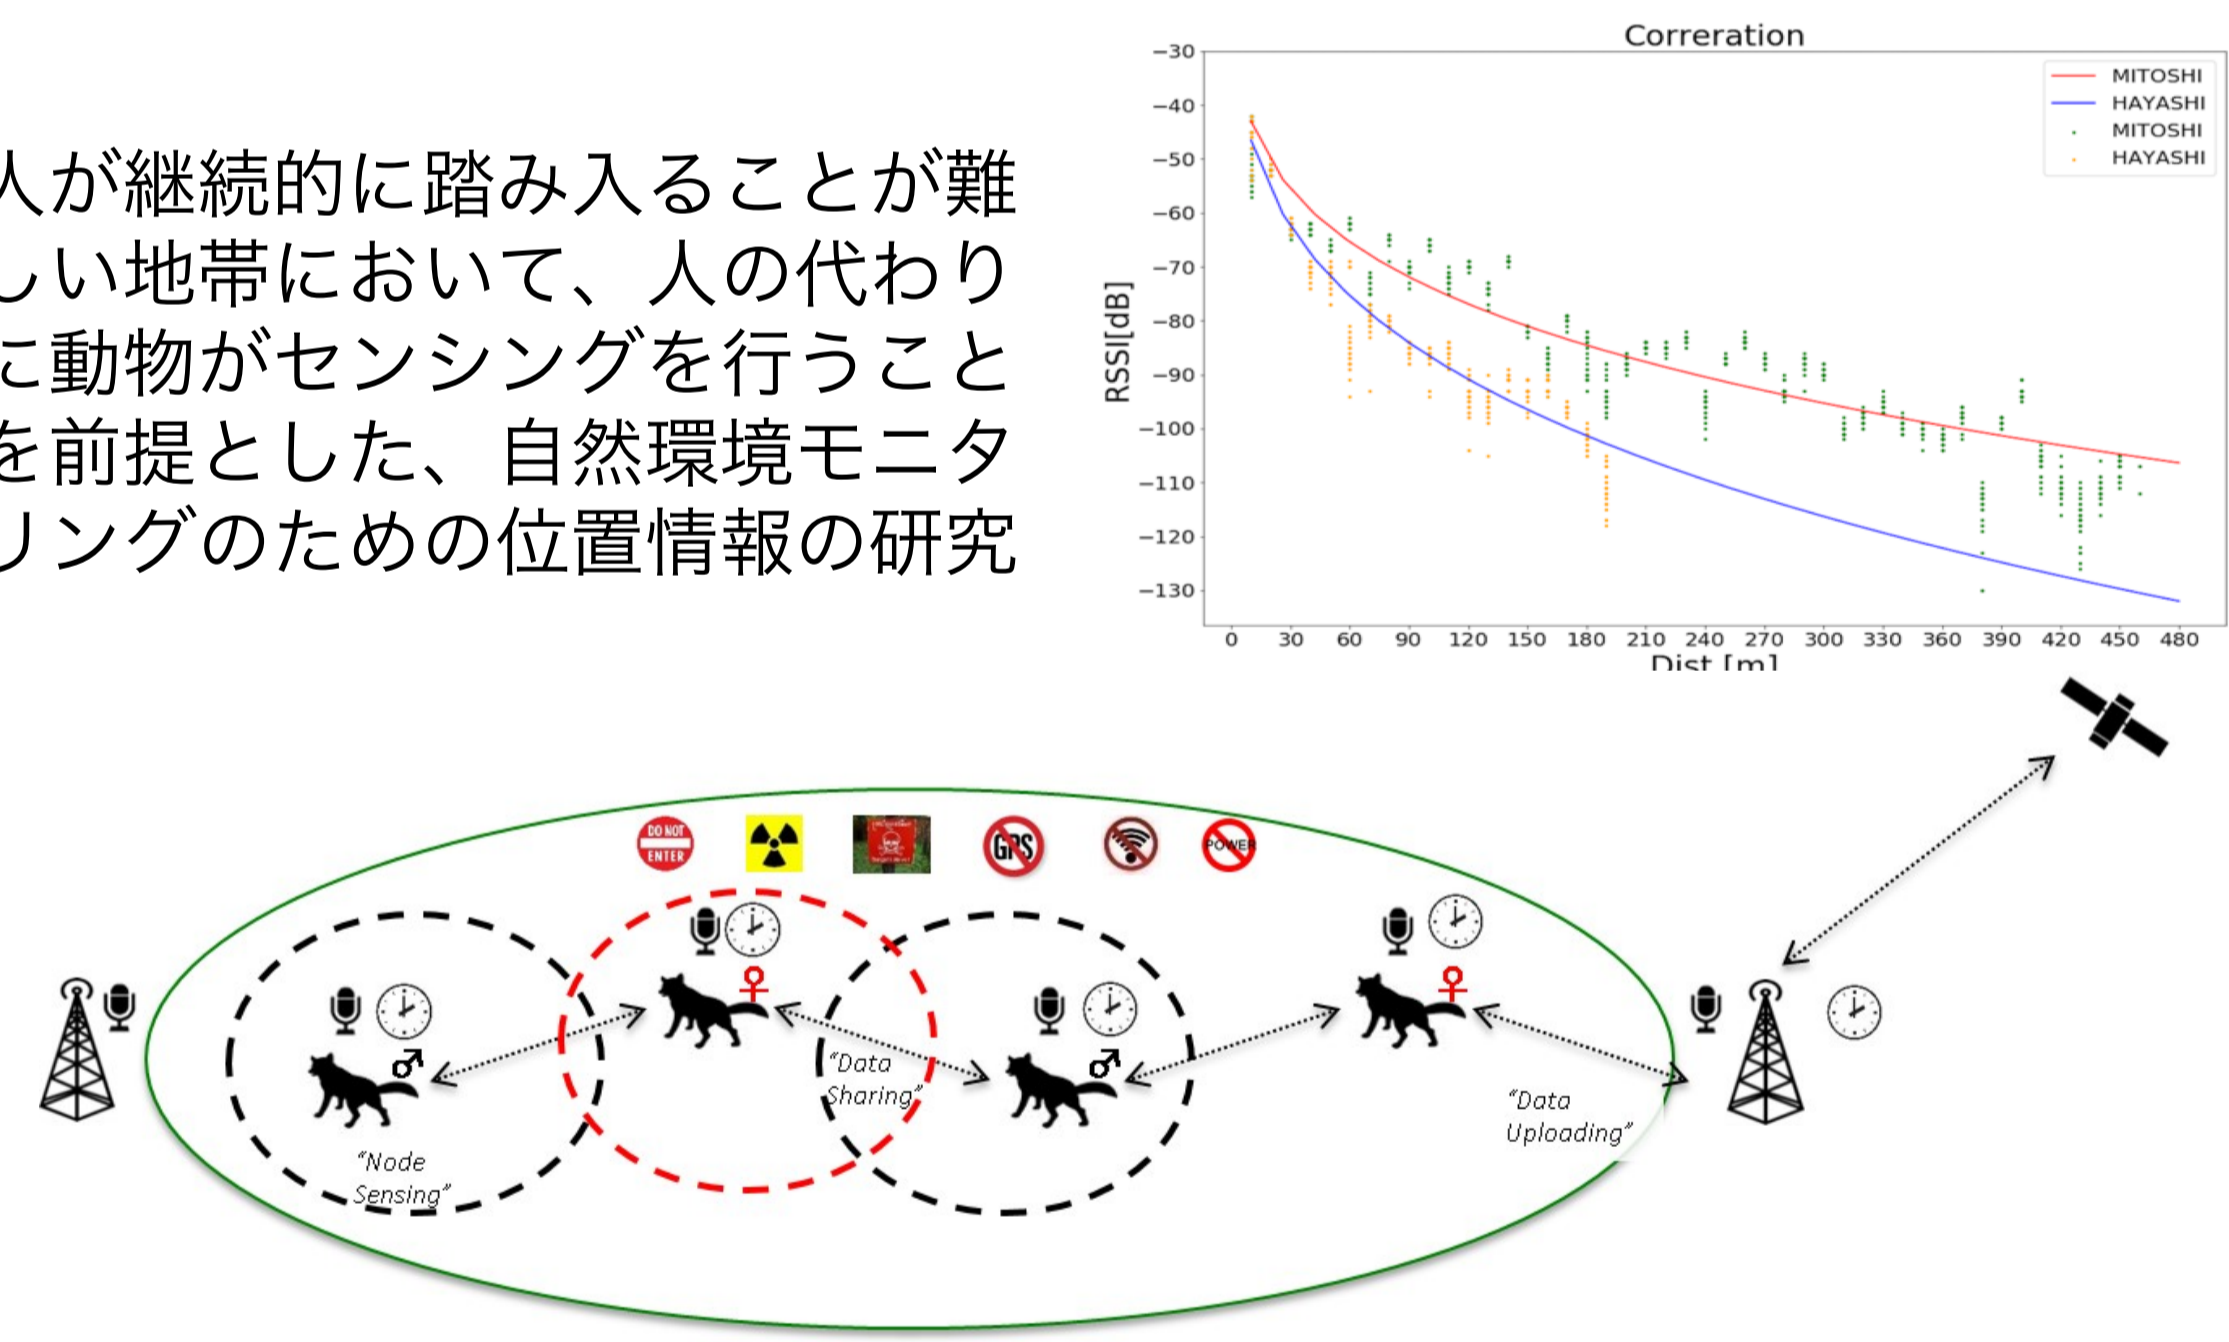 人が継続的に踏み入ることが難
しい地帯において、人の代わり
に動物がセンシングを行うこと
を前提とした、自然環境モニタ
リングのための位置情報の研究
Correration
−30
−40
−50
−60
−70
−80
−90
−100
−110
−120
−130
RSSI[dB]
MITOSHI
HAYASHI
MITOSHI
HAYASHI
0 30 60 90 120 150 180 210 240 270 300 330 360 390 420 450 480
Dist [m]
DO NOT
ENTER
GPS
POWER
“Data
Sharing”
“Node
Sensing”
“Data
Uploading”